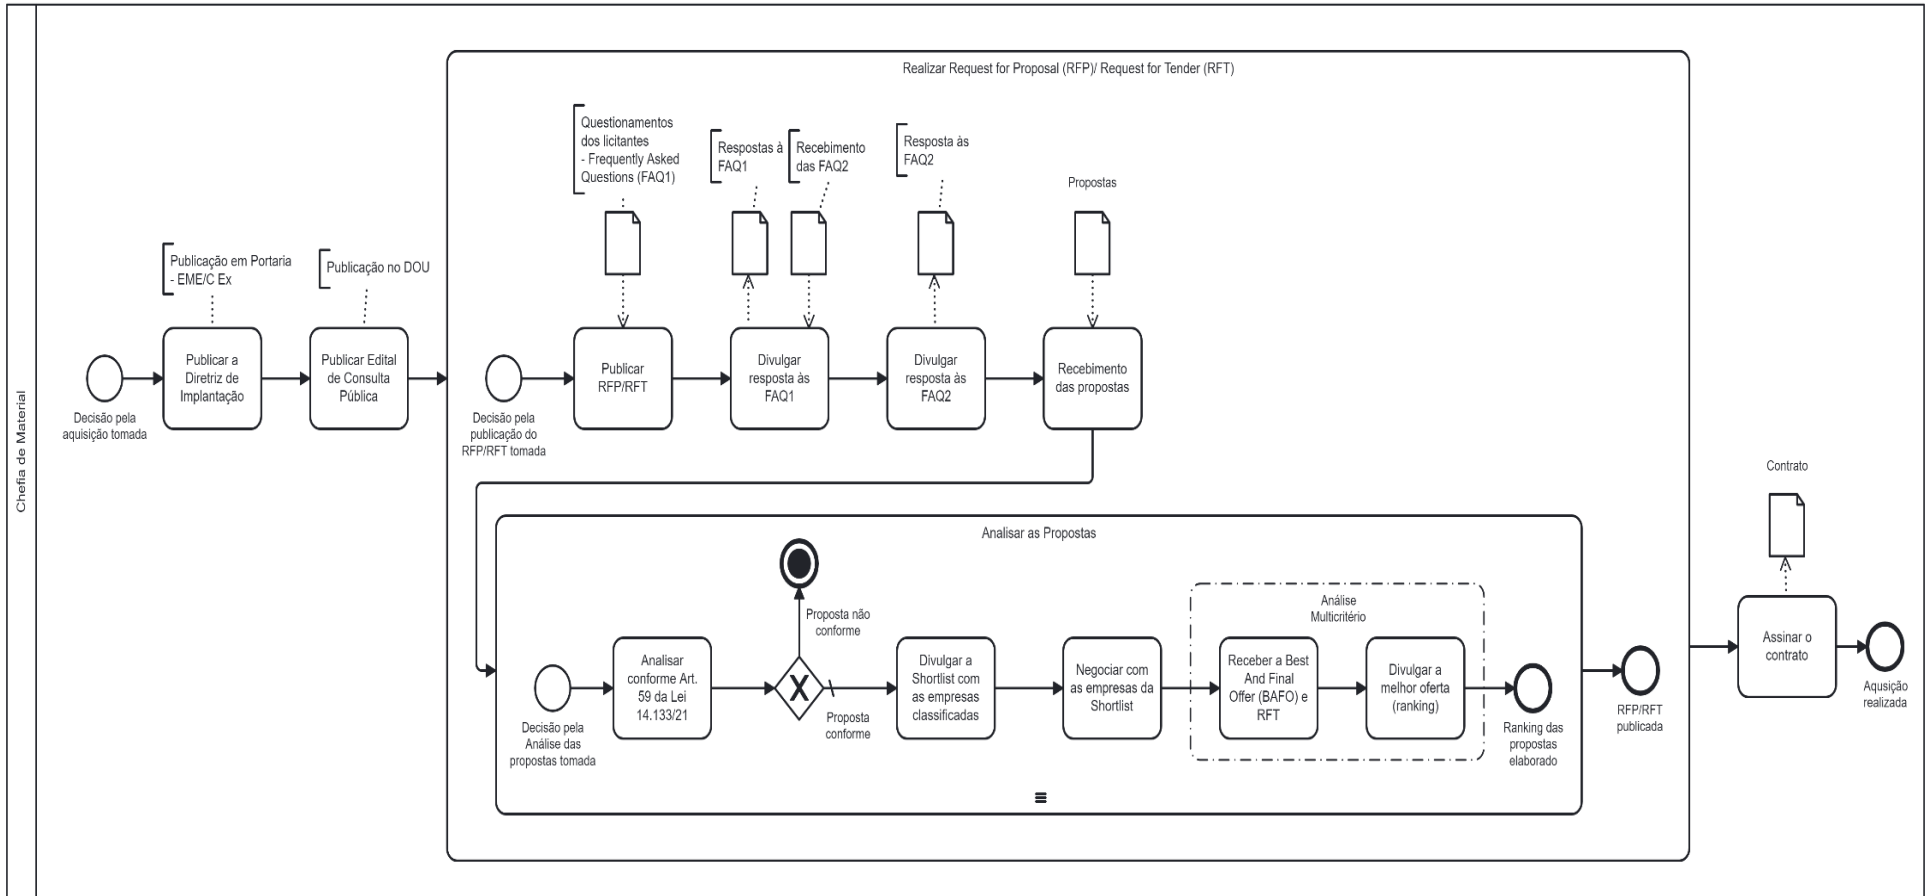 Chefia de Material
Realizar Request for Proposal (RFP)/ Request for Tender (RFT)
Questionamentos
dos licitantes
- Frequently Asked
Questions (FAQ1)
Respostas à
FAQ1
Recebimento
das FAQ2
Resposta às
FAQ2
Propostas
Publicação em Portaria
- EME/C Ex
Publicação no DOU
Decisão pela
aquisição tomada
Publicar a
Diretriz de
Implantação
Publicar Edital
de Consulta
Pública
Decisão pela
publicação do
RFP/RFT tomada
Publicar
RFP/RFT
Divulgar
resposta às
FAQ1
Divulgar
resposta às
FAQ2
Recebimento
das propostas
Analisar as Propostas
Decisão pela
Análise das
propostas tomada
Analisar
conforme Art.
59 da Lei
14.133/21
Proposta não
conforme
X
Proposta
conforme
Divulgar a
Shortlist com
as empresas
classificadas
Negociar com
as empresas da
Shortlist
Análise
Multicritério
Receber a Best
And Final
Offer (BAFO) e
RFT
Divulgar a
melhor oferta
(ranking)
Ranking das
propostas
elaborado
RFP/RFT
publicada
Contrato
Assinar o
contrato
Aqusição
realizada